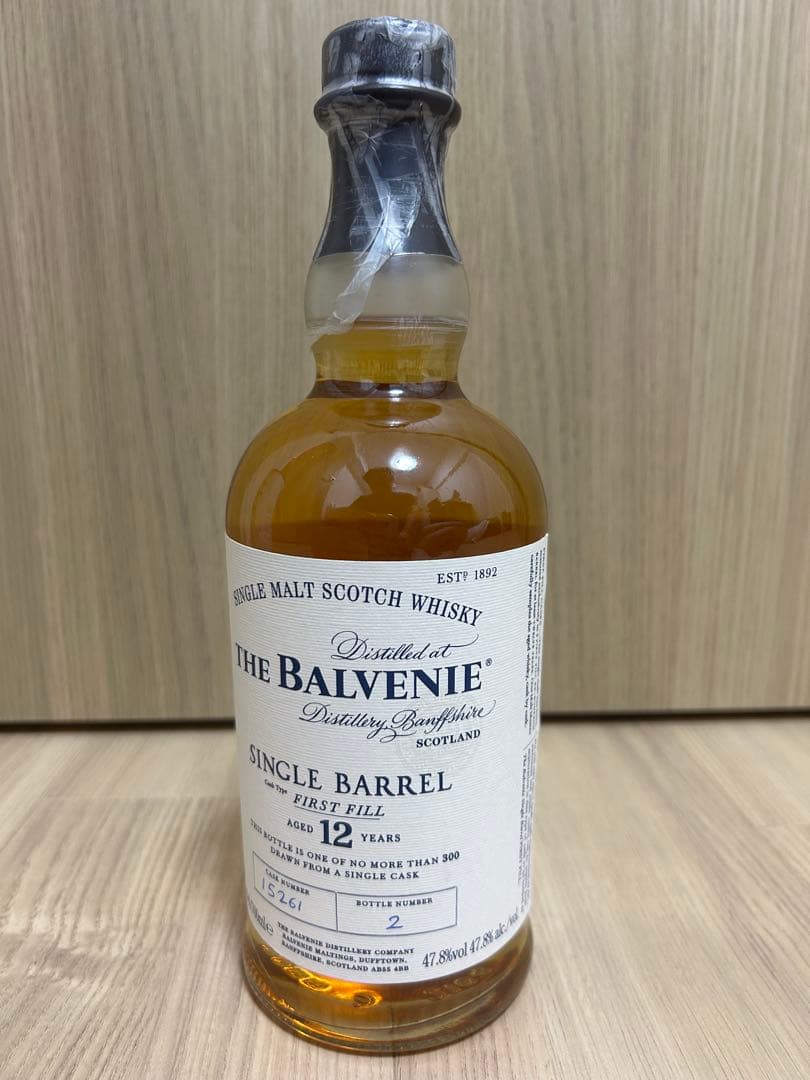 ESTD 1892
SINGLE MALT SCOTCH WHISKY
Distilled at
THE BALVENIE®
Distillery, Banffshire
SCOTLAND
SINGLE BARREL
Cask Type
FIRST FILL
AGED 12 YEARS
THIS BOTTLE IS ONE OF NO MORE THAN 300
DRAWN FROM A SINGLE CASK
CASK NUMBER
15261
BOTTLE NUMBER
2
THE BALVENIE DISTILLERY COMPANY
BALVENIE MALTINGS, DUFFTOWN,
BANFFSHIRE, SCOTLAND AB55 4BB
47.8%vol 47.8% alc./vol